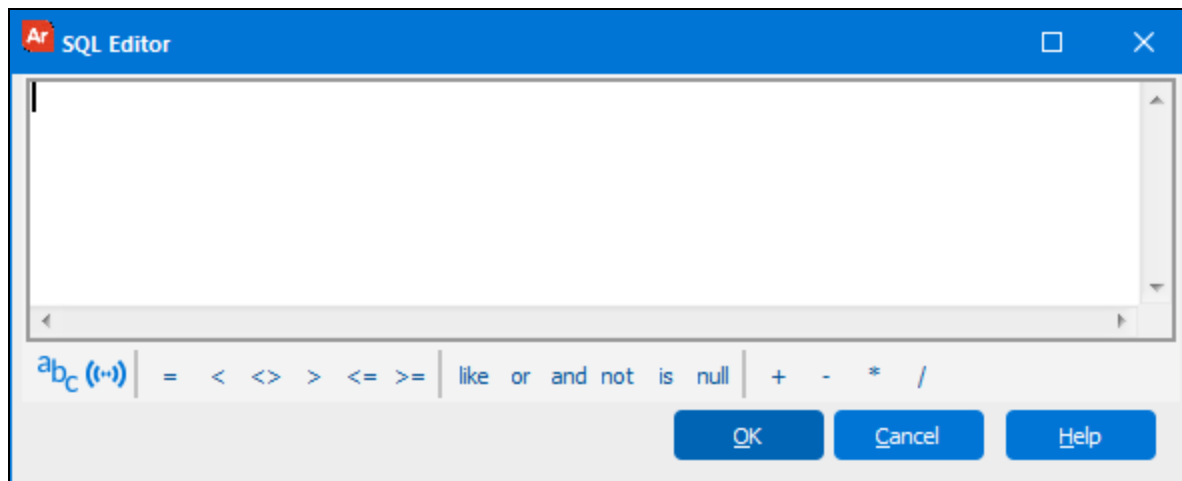 Ar SQL Editor
abc ((··)) = < <> > <= >= like or and not is null + - * /
OK Cancel Help